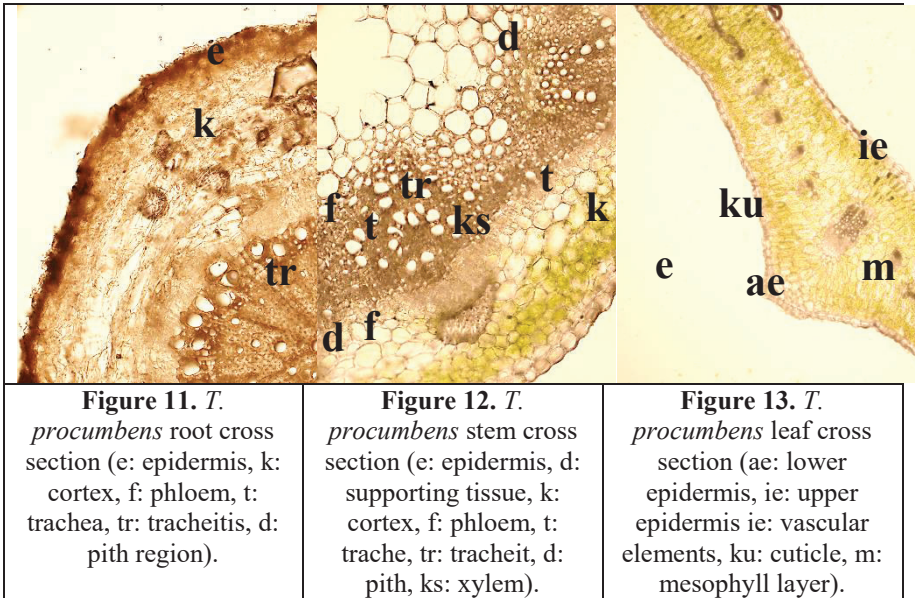 e
k
tr
d
tr
t
f
t
ks
k
d
f
ie
ku
e
ae
m
Figure 11. T.
procumbens root cross
section (e: epidermis, k:
cortex, f: phloem, t:
trachea, tr: tracheitis, d:
pith region).
Figure 12. T.
procumbens stem cross
section (e: epidermis, d:
supporting tissue, k:
cortex, f: phloem, t:
trache, tr: tracheit, d:
pith, ks: xylem).
Figure 13. T.
procumbens leaf cross
section (ae: lower
epidermis, ie: upper
epidermis ie: vascular
elements, ku: cuticle, m:
mesophyll layer).